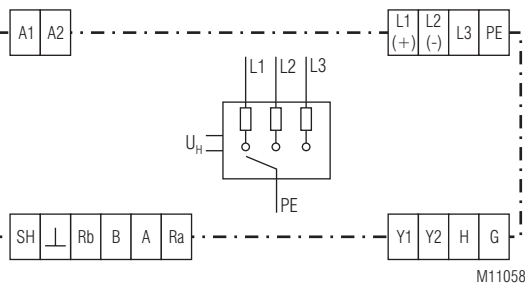 A1 A2 L1 (+) L2 (-) L3 PE
L1 L2 L3
UH
PE
SH ⊥ Rb B A Ra Y1 Y2 H G
M11058